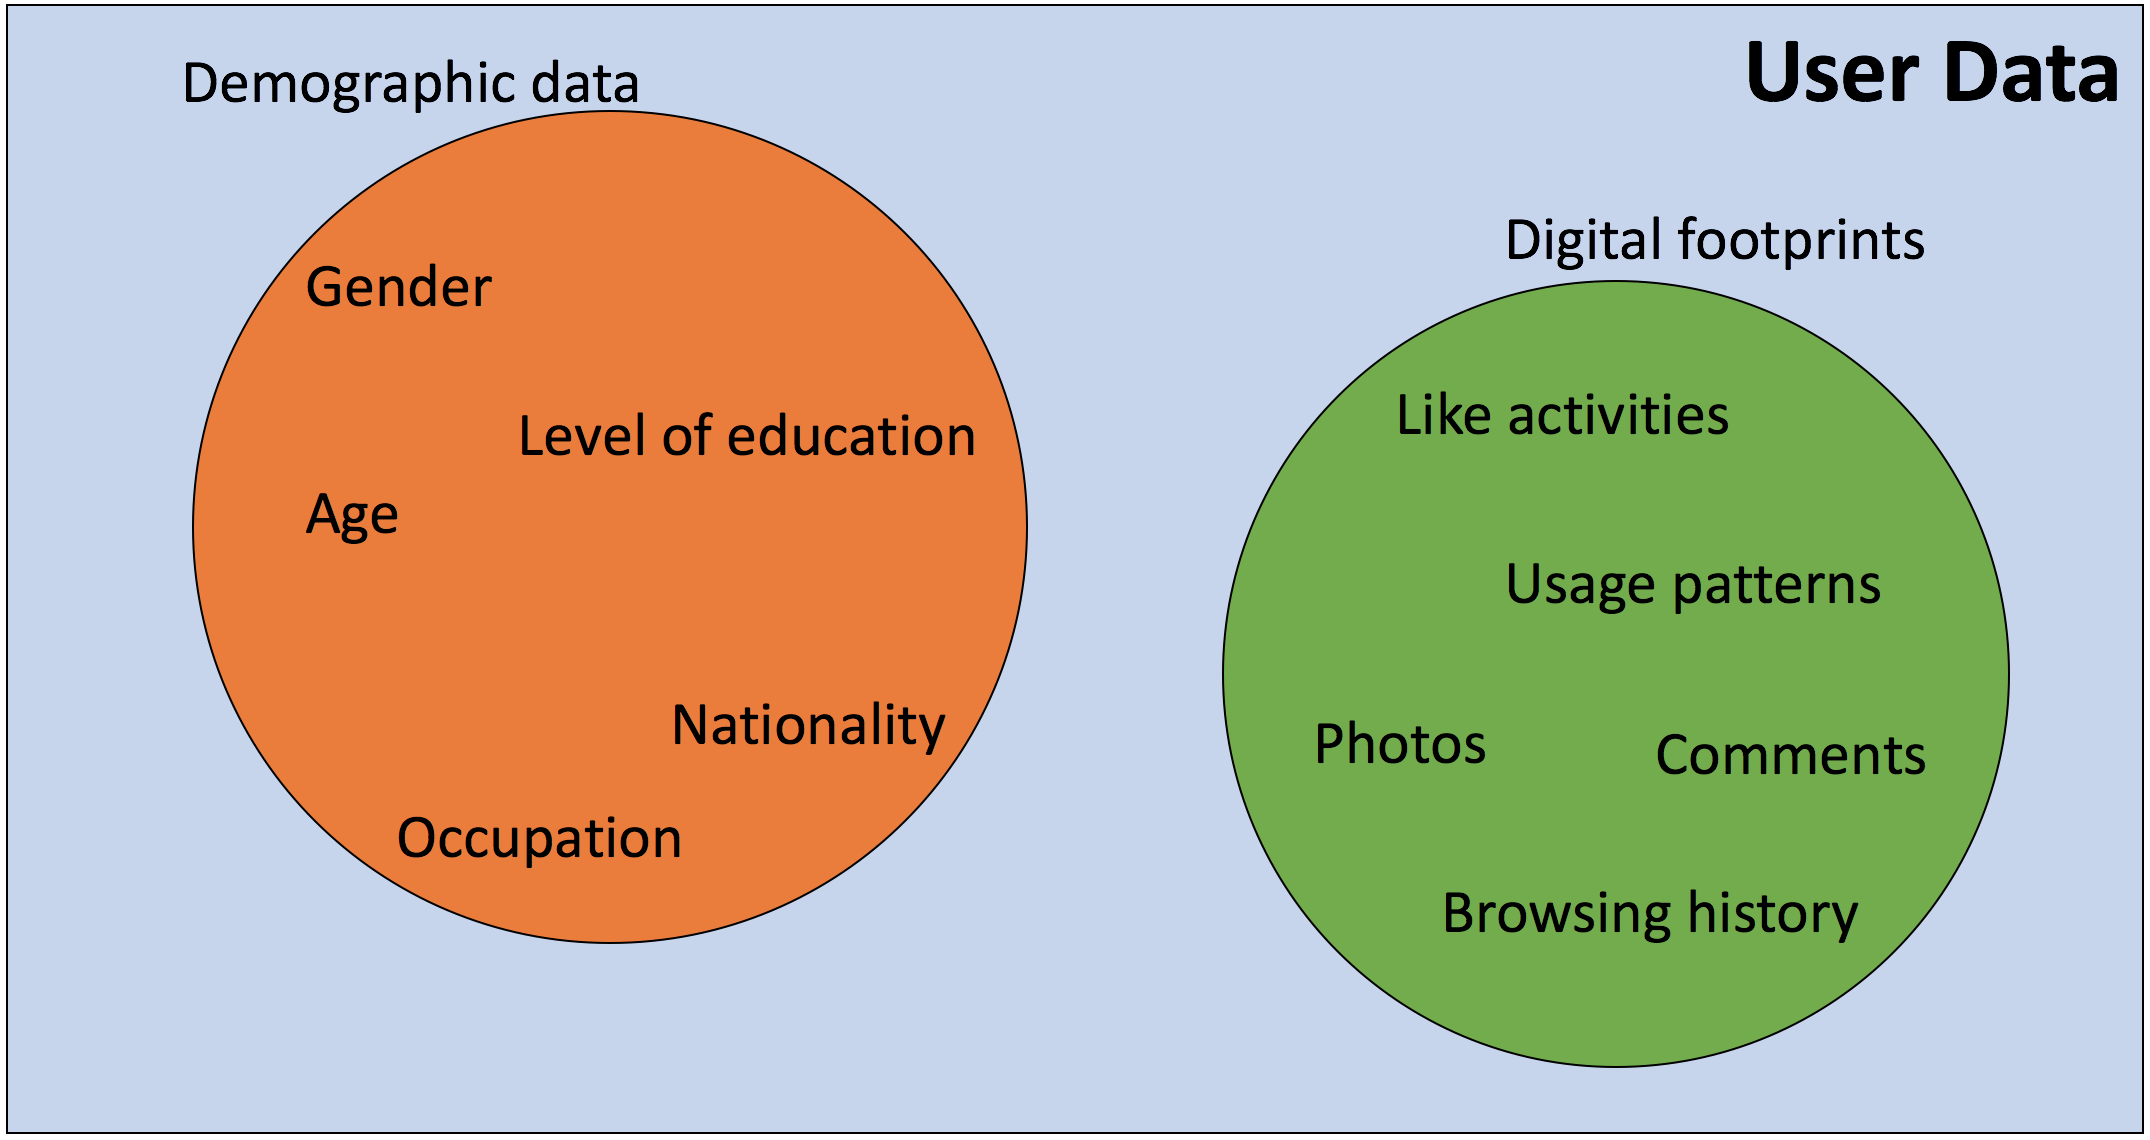 User Data
Demographic data
Gender
Level of education
Age
Nationality
Occupation
Digital footprints
Like activities
Usage patterns
Photos
Comments
Browsing history